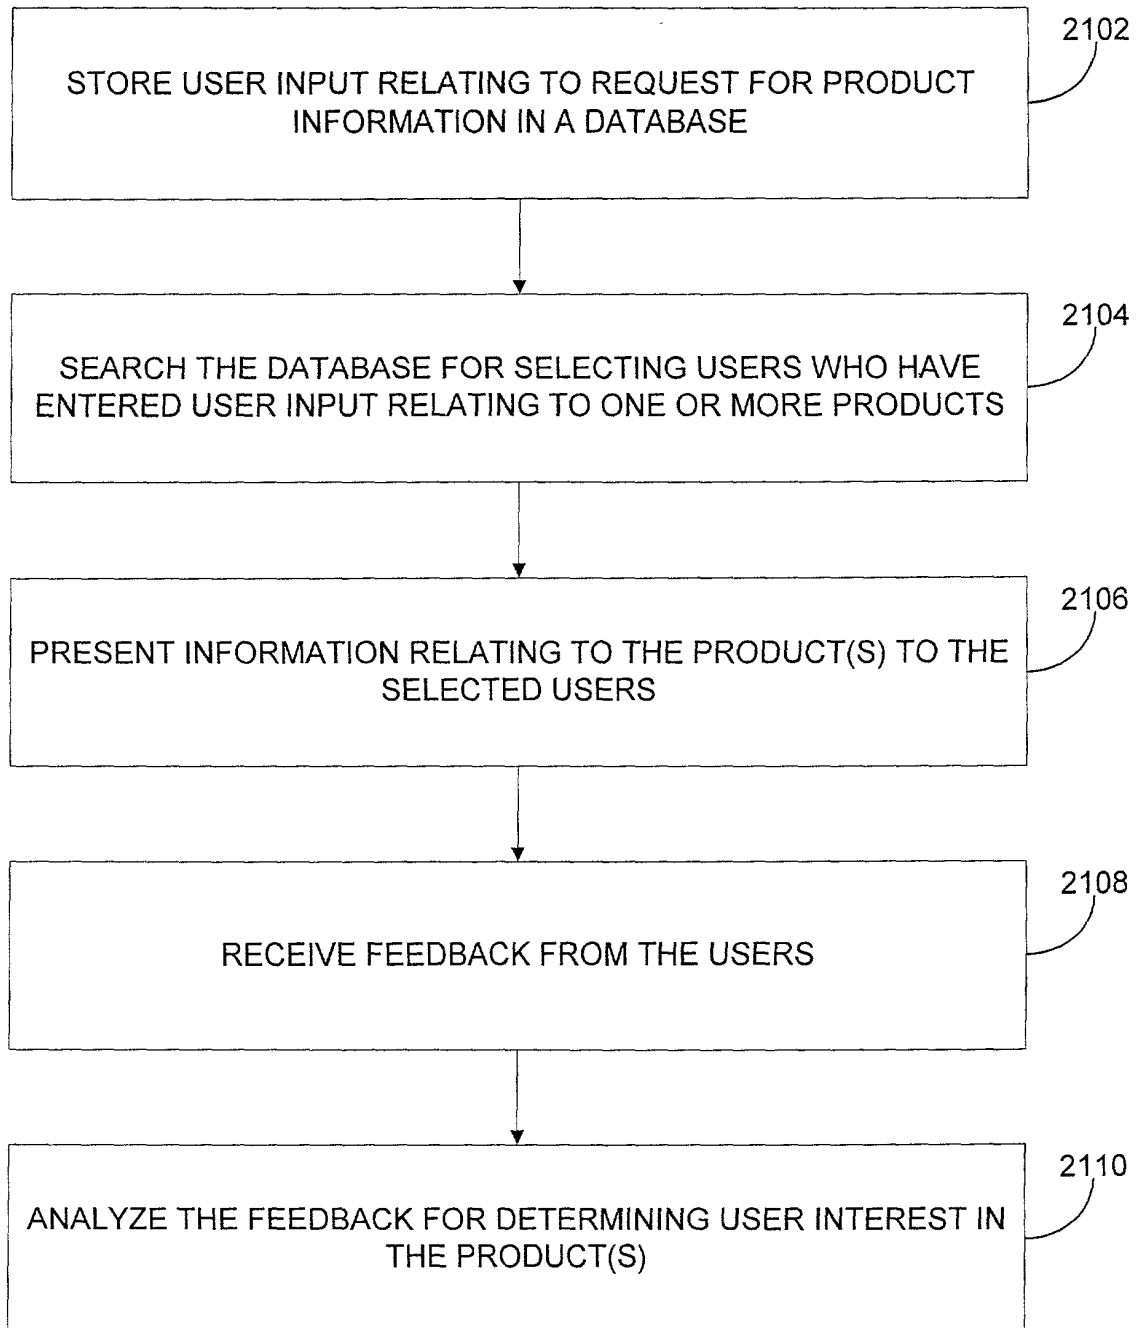 2102
STORE USER INPUT RELATING TO REQUEST FOR PRODUCT
INFORMATION IN A DATABASE
2104
SEARCH THE DATABASE FOR SELECTING USERS WHO HAVE
ENTERED USER INPUT RELATING TO ONE OR MORE PRODUCTS
2106
PRESENT INFORMATION RELATING TO THE PRODUCT(S) TO THE
SELECTED USERS
2108
RECEIVE FEEDBACK FROM THE USERS
2110
ANALYZE THE FEEDBACK FOR DETERMINING USER INTEREST IN
THE PRODUCT(S)